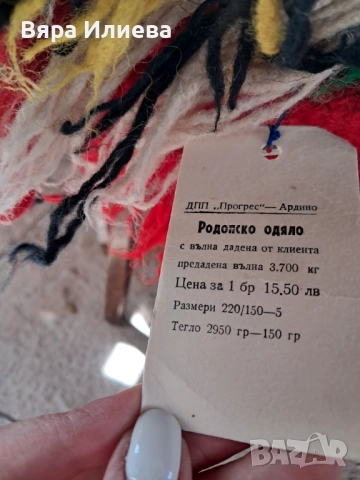 Вяра Илиева
ДПП „Прогрес"— Ардино
Родопско одяло
с вълна дадена от клиента
предадена вълна 3.700 кг
Цена за 1 бр 15.50 лв
Размери 220/150—5
Тегло 2950 гр—150 гр
BAZAR